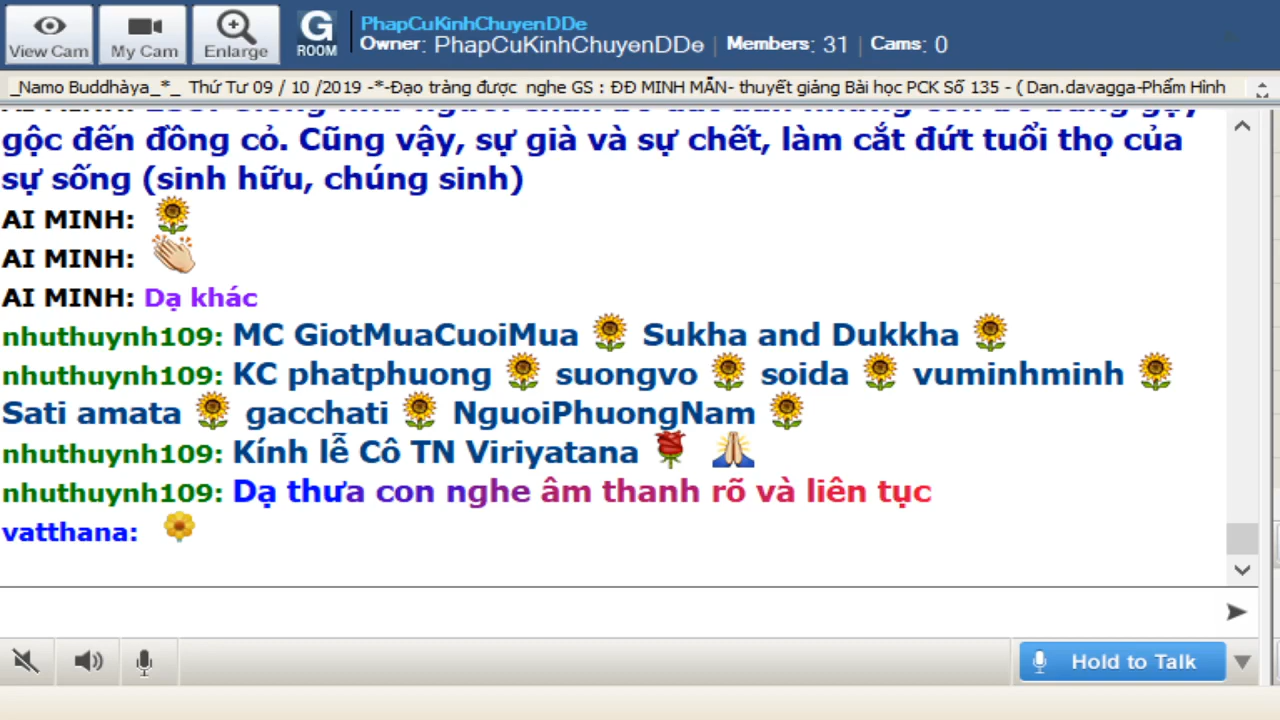 View Cam
My Cam
Enlarge
G
ROOM
PhapCuKinhChuyenDDe
Owner: PhapCuKinhChuyenDDe | Members: 31 | Cams: 0
_Namo Buddhàya_*_ Thứ Tư 09 / 10 /2019 -*-Đạo tràng được nghe GS : ĐĐ MINH MẪN- thuyết giảng Bài học PCK Số 135 - ( Dan.davagga-Phẩm Hình
gộc đến đồng cỏ. Cũng vậy, sự già và sự chết, làm cắt đứt tuổi thọ của
sự sống (sinh hữu, chúng sinh)
AI MINH:
AI MINH:
AI MINH: Dạ khác
nhuthuynh109: MC GiotMuaCuoiMua 🌻 Sukha and Dukkha 🌻
nhuthuynh109: KC phatphuong 🌻 suongvo 🌻 soida 🌻 vuminhminh 🌻
Sati amata 🌻 gacchati 🌻 NguoiPhuongNam 🌻
nhuthuynh109: Kính lễ Cô TN Viriyatana 🌹 🙏
nhuthuynh109: Dạ thưa con nghe âm thanh rõ và liên tục
vatthana:
Hold to Talk